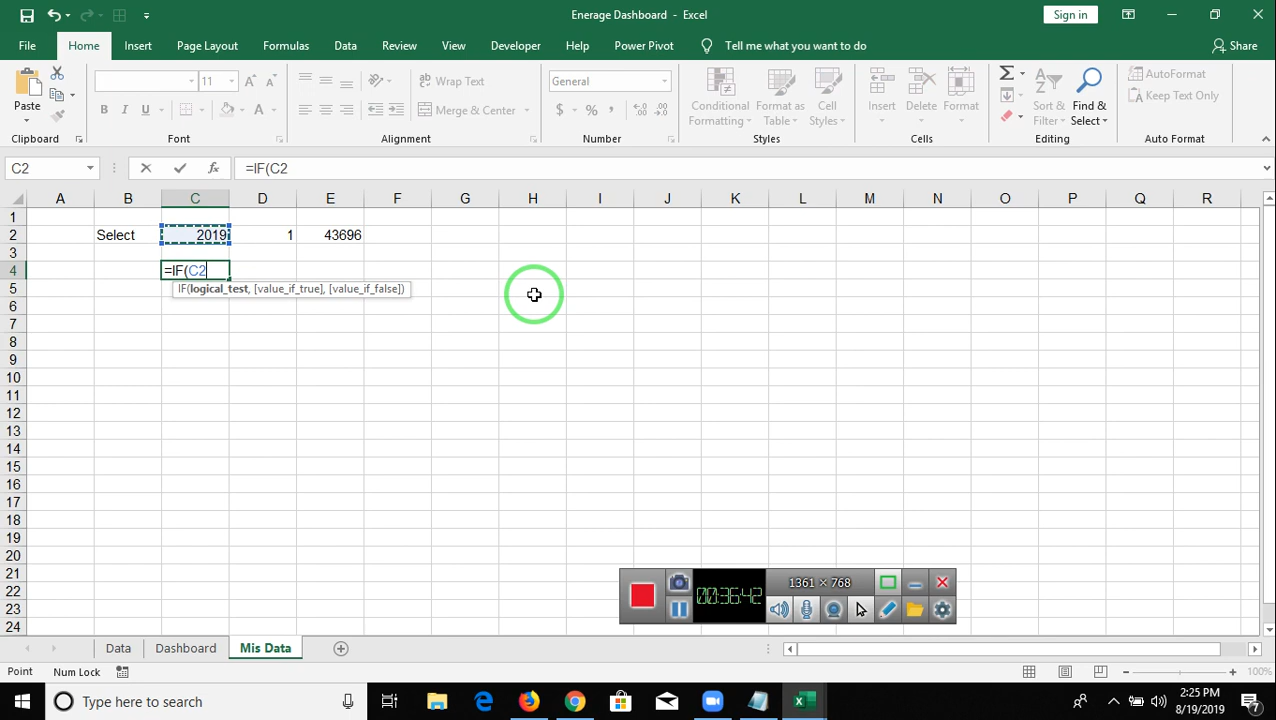 Enerage Dashboard - Excel
Sign in
File Home Insert Page Layout Formulas Data Review View Developer Help Power Pivot Tell me what you want to do Share
Paste
Clipboard
11
B I U
Font
Wrap Text
Merge & Center
Alignment
General
$ % ,
Number
Conditional Formatting
Format as Table
Cell Styles
Styles
Insert Delete Format
Cells
Sort & Filter
Find & Select
Editing
AutoFormat
Keep Text Only
Auto Format
C2 fx =IF(C2
A B C D E F G H I J K L M N O P Q R
1
2 Select 2019 1 43696
3
4 =IF(C2
IF(logical_test, [value_if_true], [value_if_false])
5
6
7
8
9
10
11
12
13
14
15
16
17
18
19
20
21
22
23
24
1361 × 768
00:36:42
Data Dashboard Mis Data
Point Num Lock 100%
Type here to search
2:25 PM
8/19/2019
7